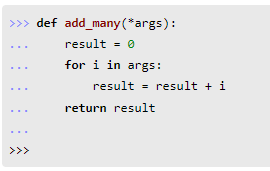 >>> def add_many(*args):
...     result = 0
...     for i in args:
...         result = result + i
...     return result
...
>>>